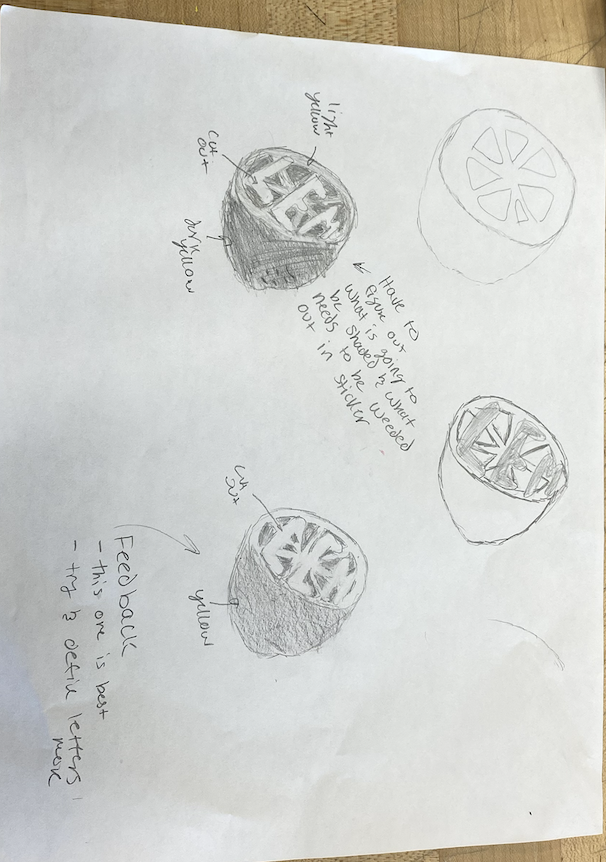 light
yellow
cut
out
LEM
dark
yellow
Have to
figure out
what is going to
be shaded & what
needs to be weeded
out in sticker
cut
out
yellow
Feedback
- this one is best
- try & define letters
more